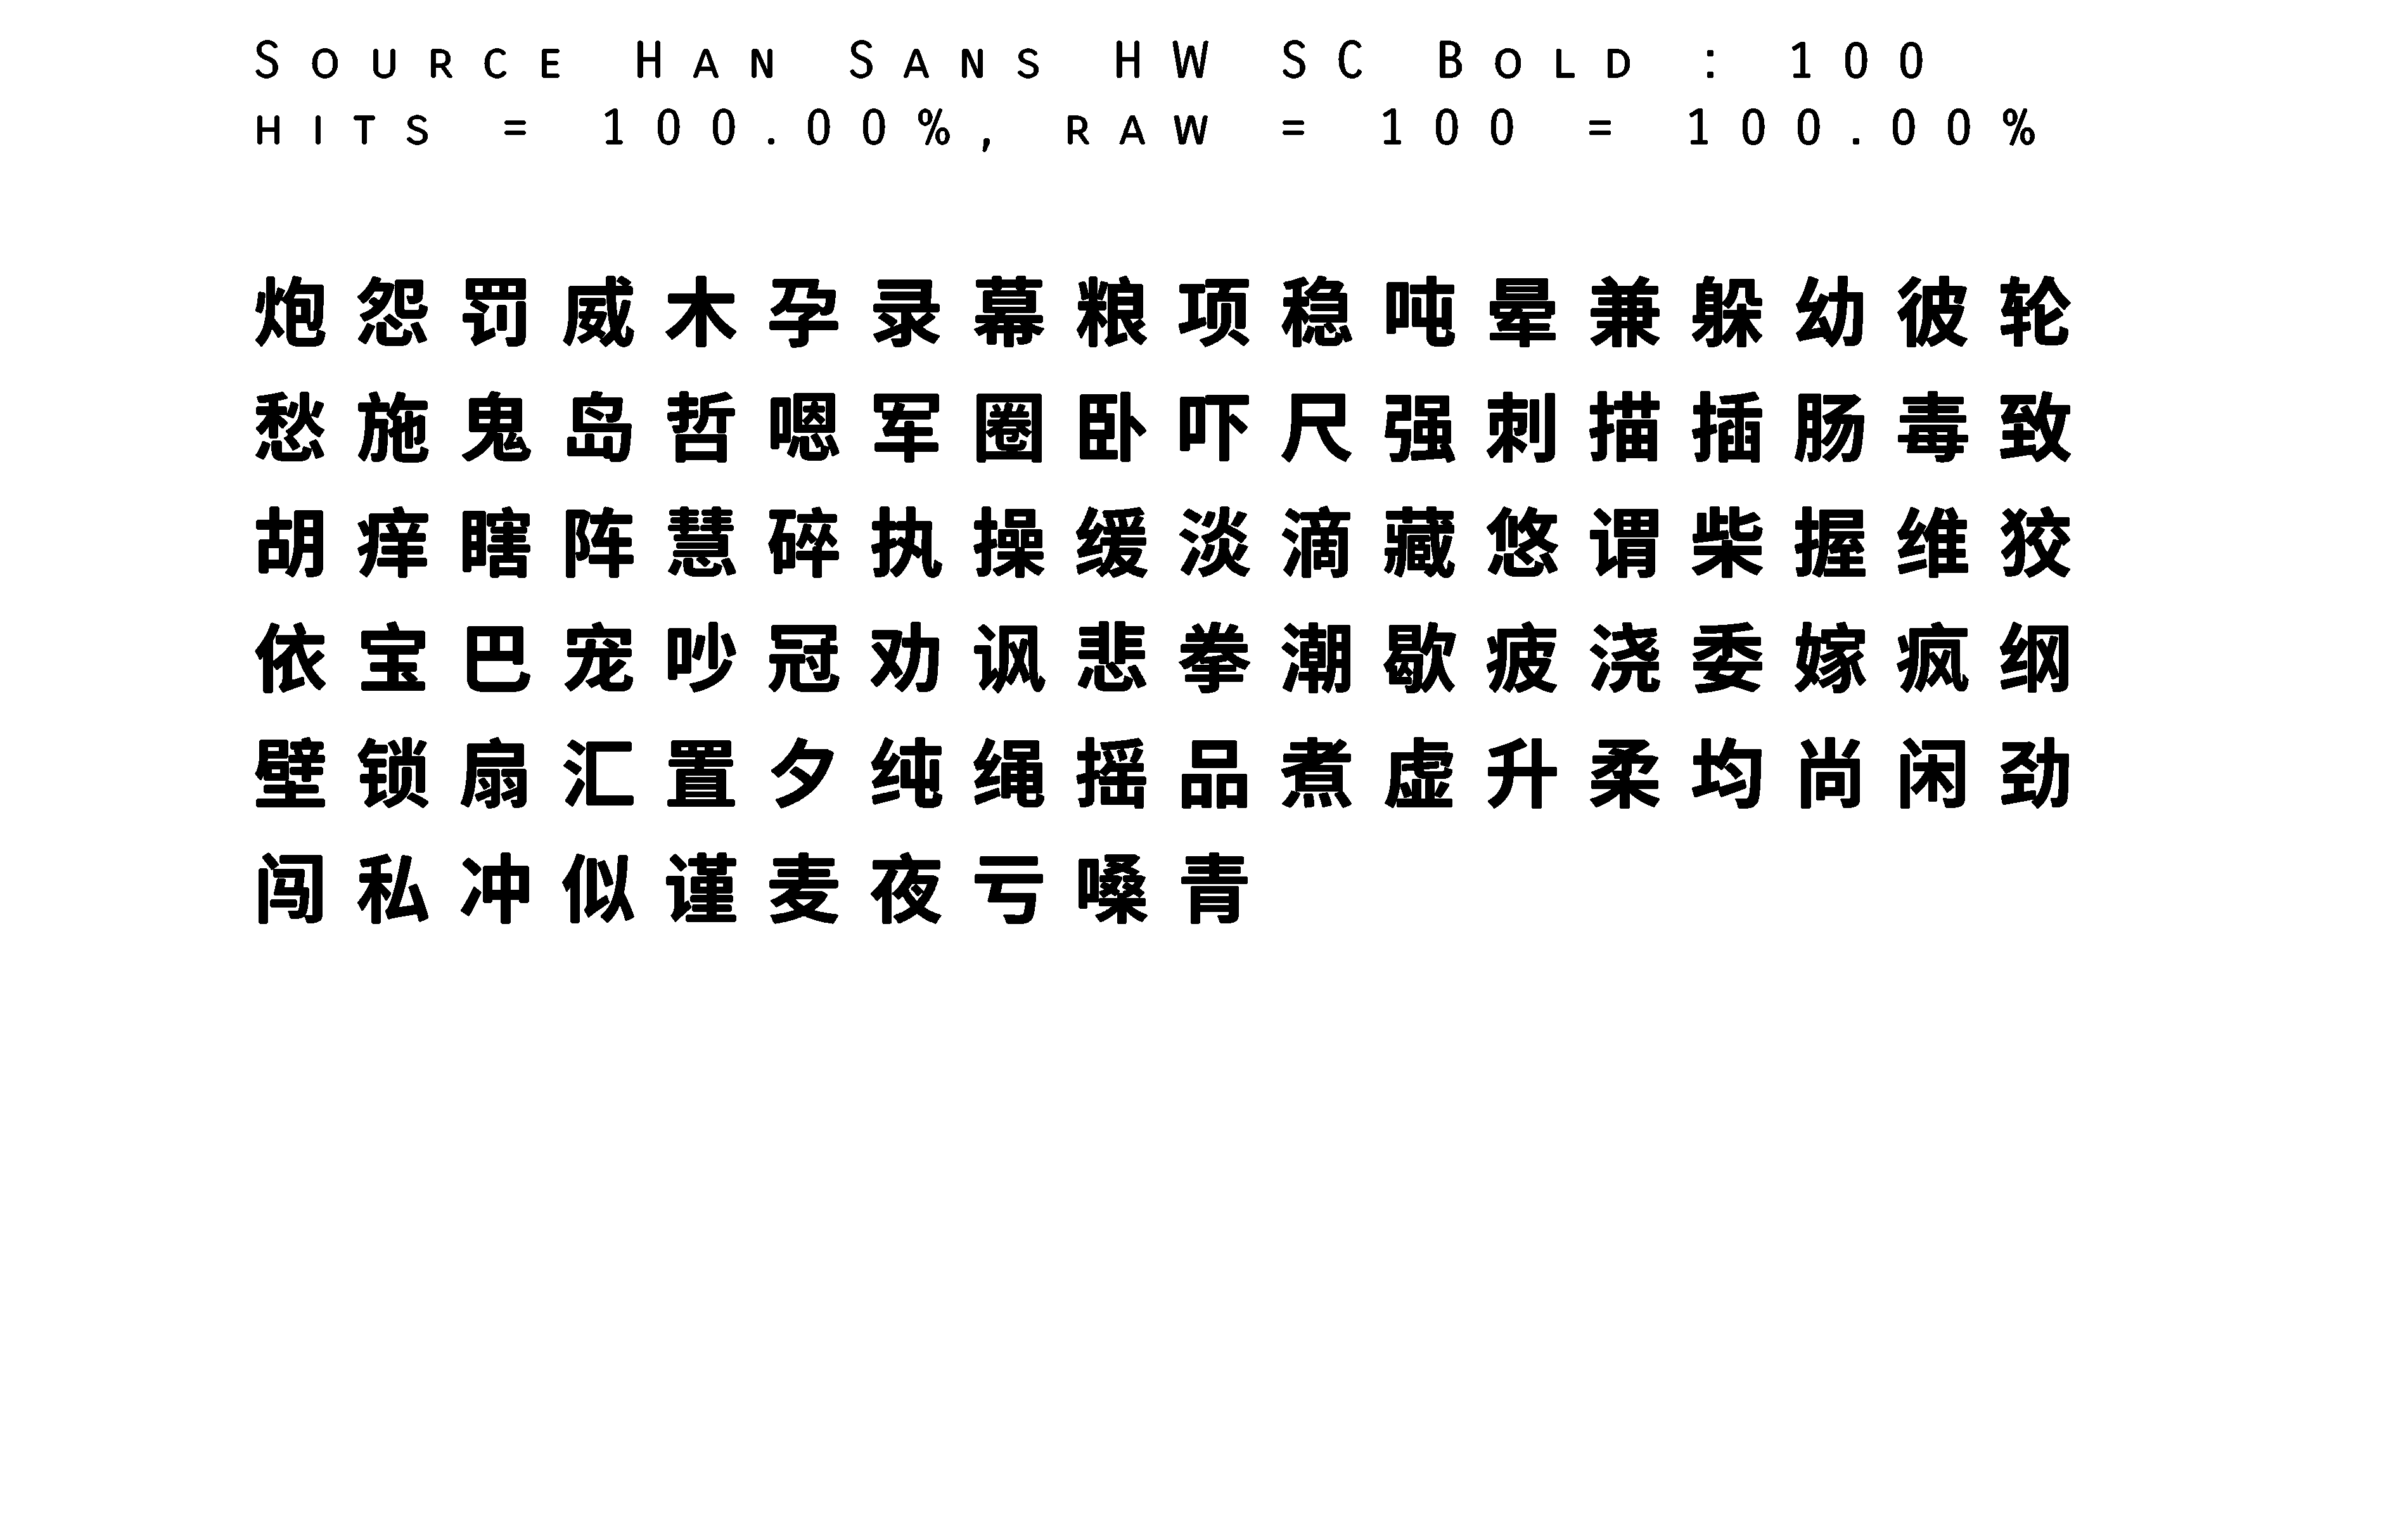 Source Han Sans HW SC Bold : 100
hits = 100.00%, raw = 100 = 100.00%
炮怨罚威木孕录幕粮项稳吨晕兼躲幼彼轮
愁施鬼岛哲嗯军圈卧吓尺强刺描插肠毒致
胡痒瞎阵慧碎执操缓淡滴藏悠谓柴握维狡
依宝巴宠吵冠劝讽悲拳潮歇疲浇委嫁疯纲
壁锁扇汇置夕纯绳摇品煮虚升柔均尚闲劲
闯私冲似谨麦夜亏嗓青